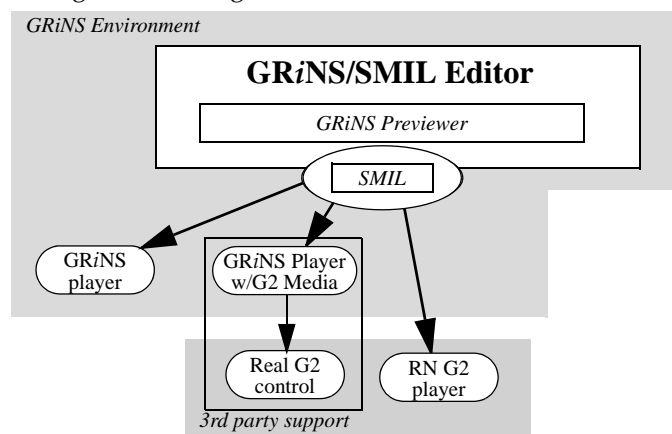 GRiNS Environment
GRiNS/SMIL Editor
GRiNS Previewer
SMIL
GRiNS
player
GRiNS Player
w/G2 Media
Real G2
control
RN G2
player
3rd party support